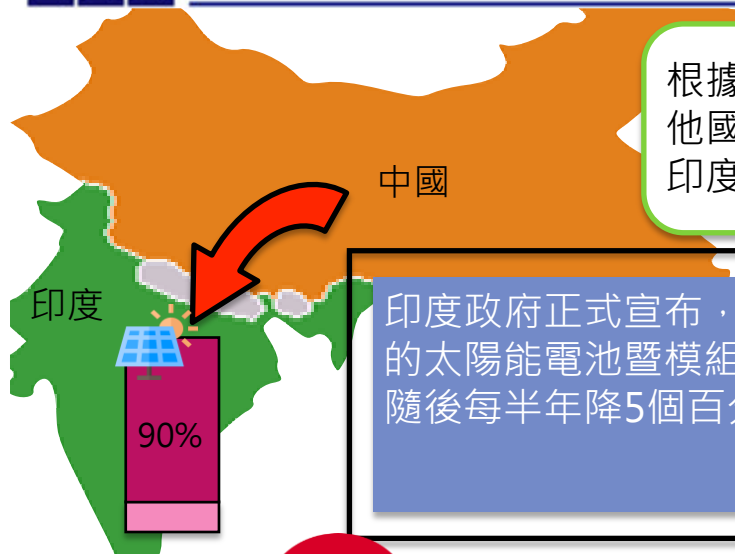 根據
他國
印度
中國
印度
印度政府正式宣布，
的太陽能電池暨模組
隨後每半年降5個百
90%